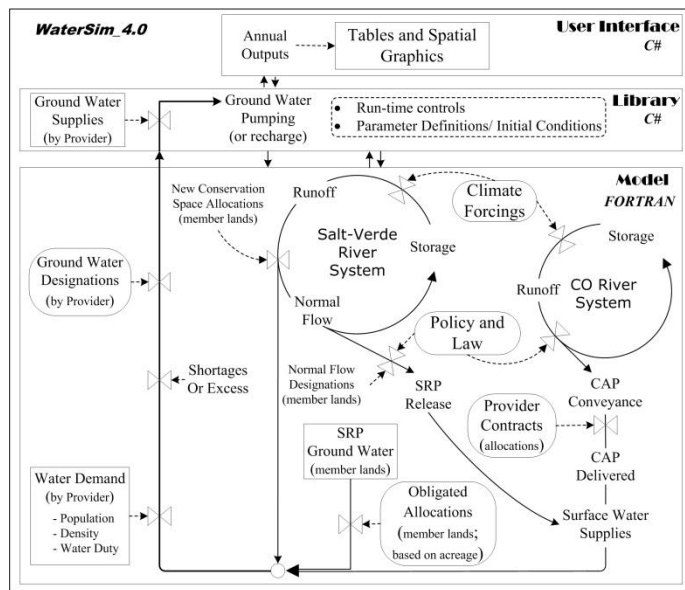 WaterSim_4.0
User Interface
C#
Annual
Outputs
Tables and Spatial
Graphics
Library
C#
Ground Water
Supplies
(by Provider)
Ground Water
Pumping
(or recharge)
• Run-time controls
• Parameter Definitions/ Initial Conditions
Model
FORTRAN
New Conservation
Space Allocations
(member lands)
Runoff
Climate
Forcings
Salt-Verde
River
System
Storage
Storage
Ground Water
Designations
(by Provider)
Normal
Flow
Runoff
CO River
System
Policy and
Law
Shortages
Or Excess
Normal Flow
Designations
(member lands)
SRP
Release
CAP
Conveyance
Provider
Contracts
(allocations)
SRP
Ground Water
(member lands)
CAP
Delivered
Water Demand
(by Provider)
- Population
- Density
- Water Duty
Obligated
Allocations
(member lands;
based on acreage)
Surface Water
Supplies